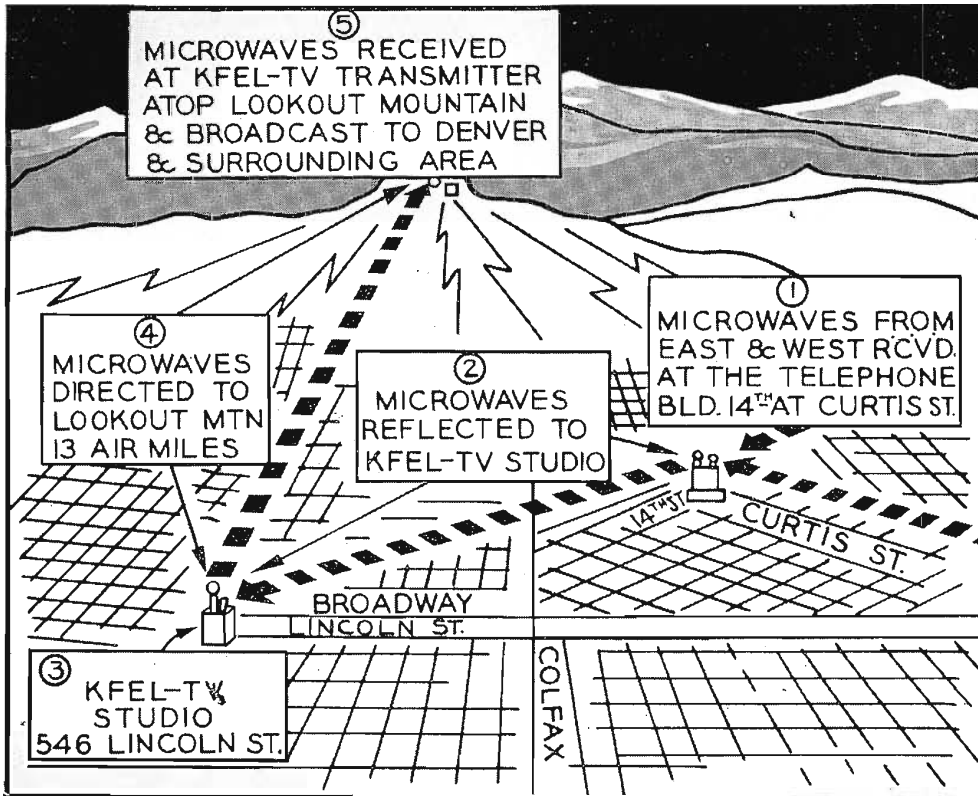 ⑤
MICROWAVES RECEIVED
AT KFEL-TV TRANSMITTER
ATOP LOOKOUT MOUNTAIN
& BROADCAST TO DENVER
& SURROUNDING AREA
①
MICROWAVES FROM
EAST & WEST R.C.V.D.
AT THE TELEPHONE
BLD. 14TH AT CURTIS ST.
④
MICROWAVES
DIRECTED TO
LOOKOUT MTN
13 AIR MILES
②
MICROWAVES
REFLECTED TO
KFEL-TV STUDIO
14TH ST.
CURTIS ST.
BROADWAY
LINCOLN ST.
③
KFEL-TV
STUDIO
546 LINCOLN ST.
COLFAX